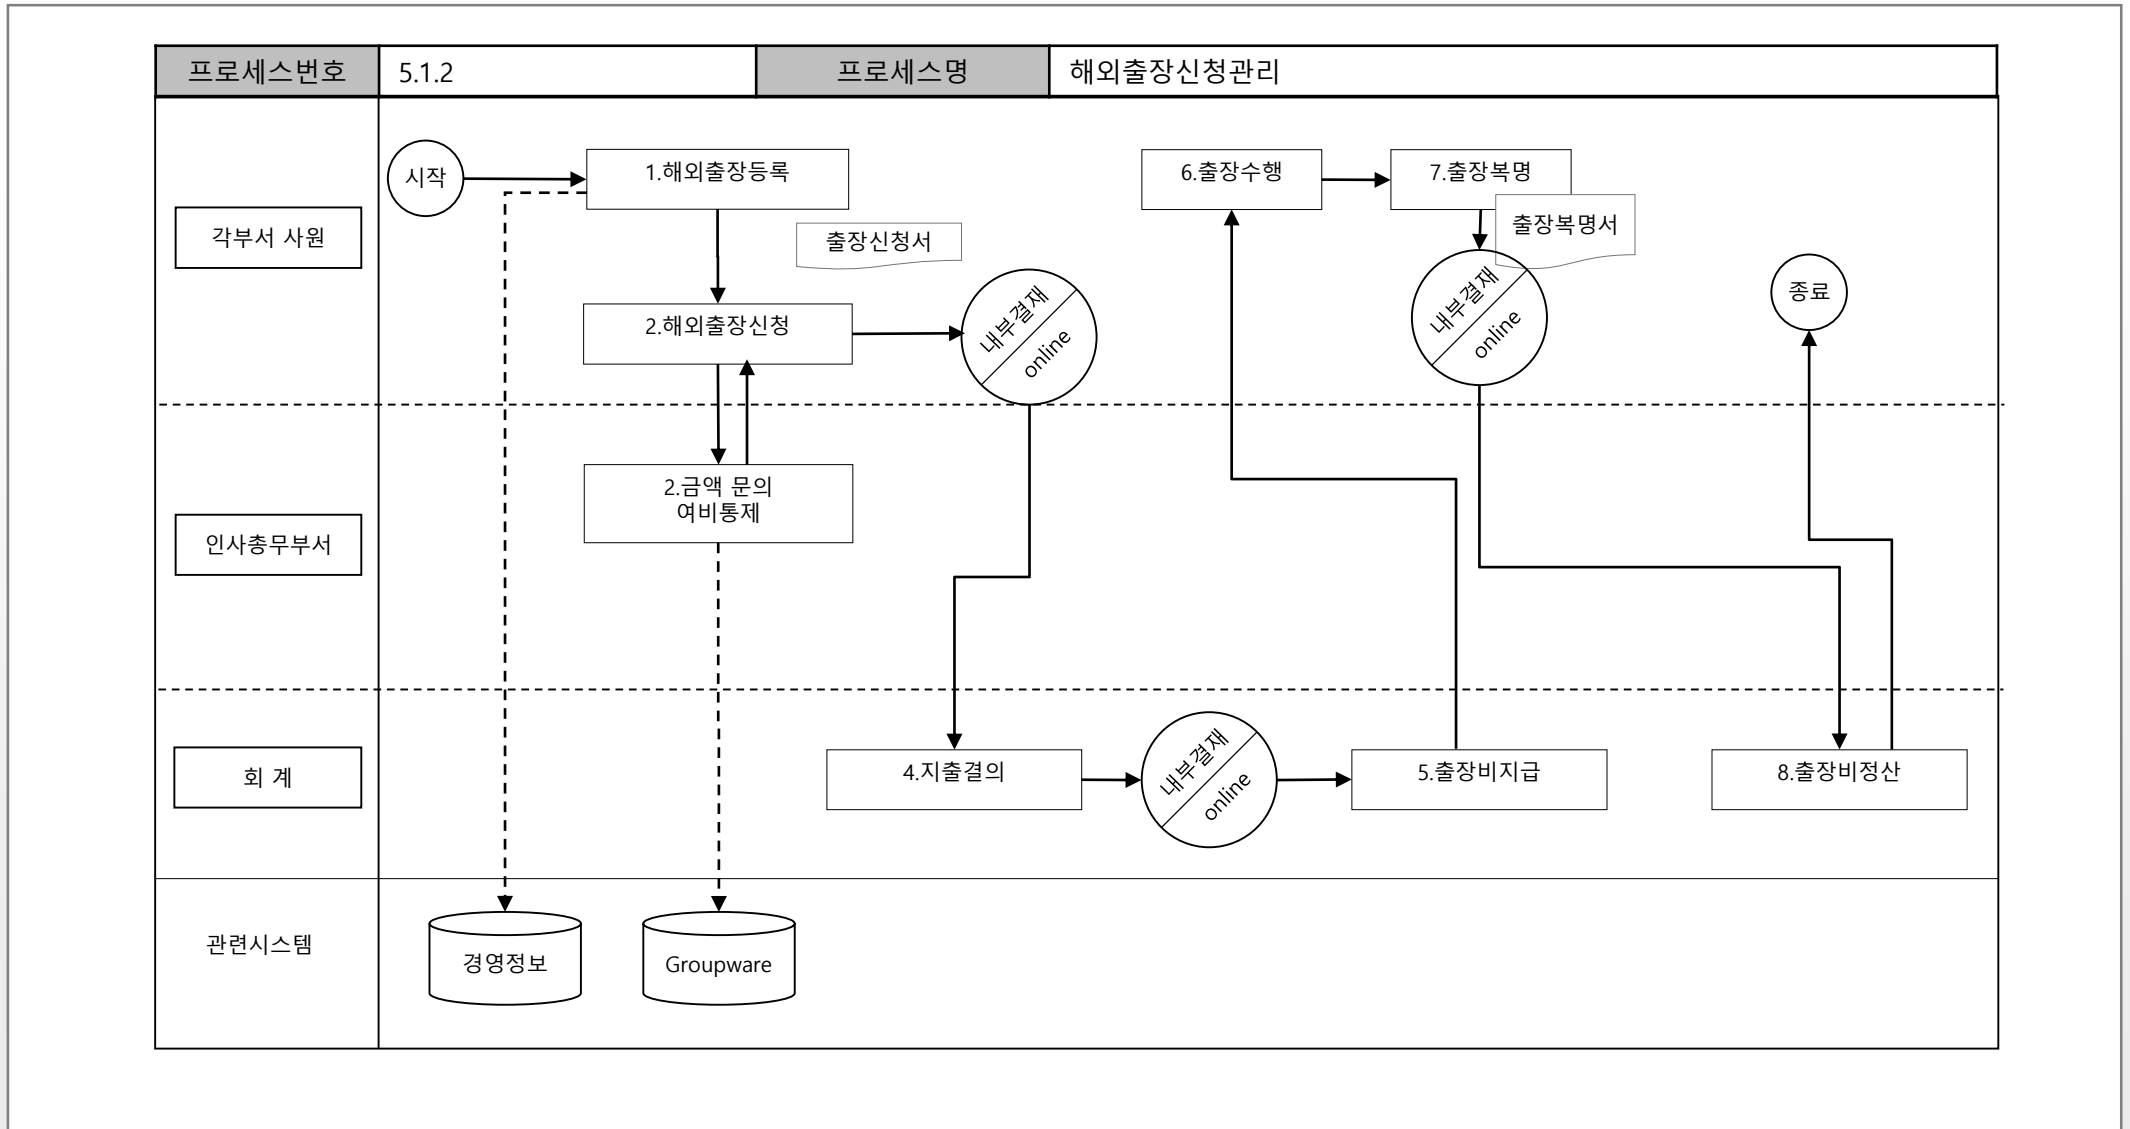 프로세스번호
5.1.2
프로세스명
해외출장신청관리
시작
1.해외출장등록
6.출장수행
7.출장복명
각부서 사원
출장신청서
출장복명서
2.해외출장신청
내부결재
online
내부결재
online
종료
2.금액 문의
여비통제
인사총무부서
회 계
4.지출결의
내부결재
online
5.출장비지급
8.출장비정산
관련시스템
경영정보
Groupware